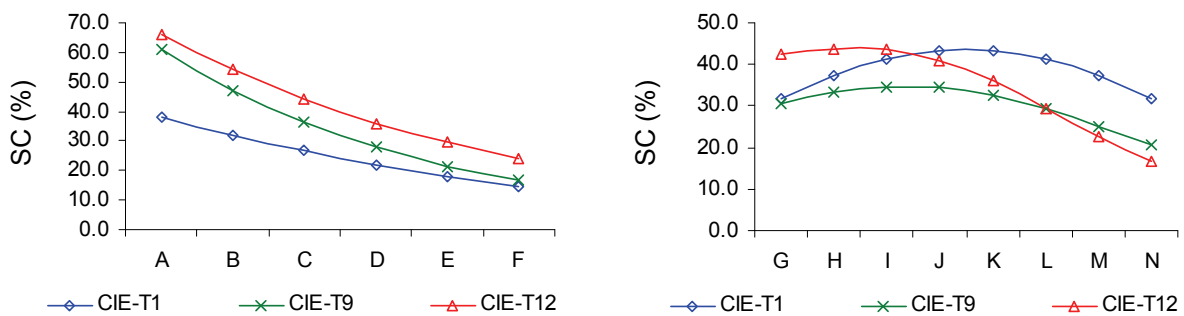 SC (%)
70.0
60.0
50.0
40.0
30.0
20.0
10.0
0.0
A B C D E F
CIE-T1 CIE-T9 CIE-T12
SC (%)
50.0
40.0
30.0
20.0
10.0
0.0
G H I J K L M N
CIE-T1 CIE-T9 CIE-T12